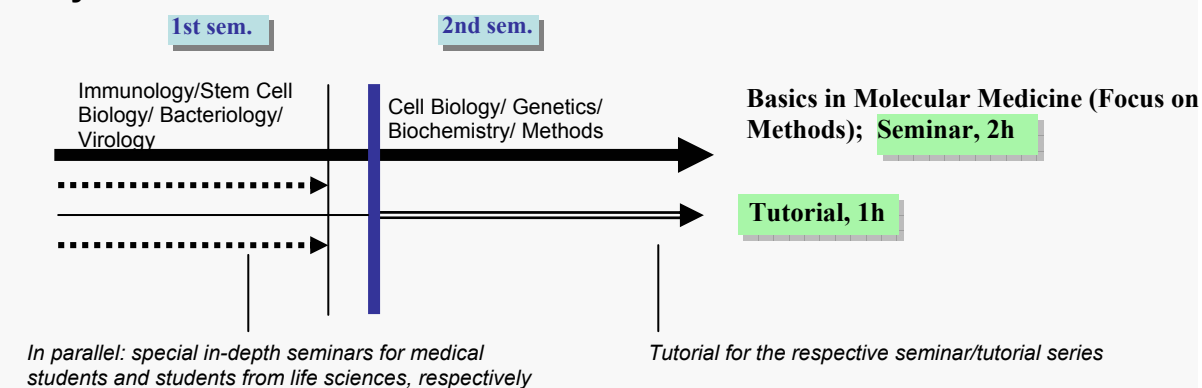 1st sem.
2nd sem.
Immunology/Stem Cell
Biology/ Bacteriology/
Virology
Cell Biology/ Genetics/
Biochemistry/ Methods
Basics in Molecular Medicine (Focus on
Methods); Seminar, 2h
Tutorial, 1h
In parallel: special in-depth seminars for medical
students and students from life sciences, respectively
Tutorial for the respective seminar/tutorial series